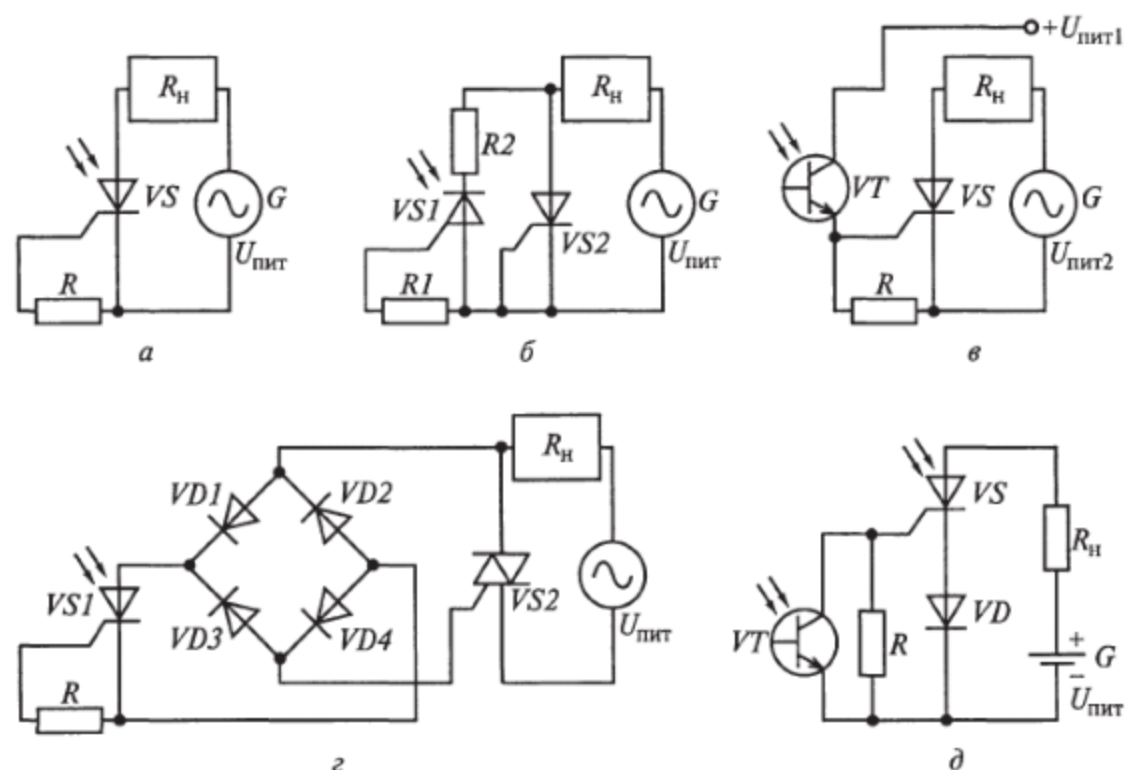 Rн
VS
G
Uпит
R
а
Rн
R2
VS1
VS2
G
Uпит
R1
б
+Uпит1
Rн
VT
VS
G
Uпит2
R
в
Rн
VD1
VD2
VS1
VS2
VD3
VD4
Uпит
R
г
VS
Rн
VT
R
VD
+
G
−
Uпит
д